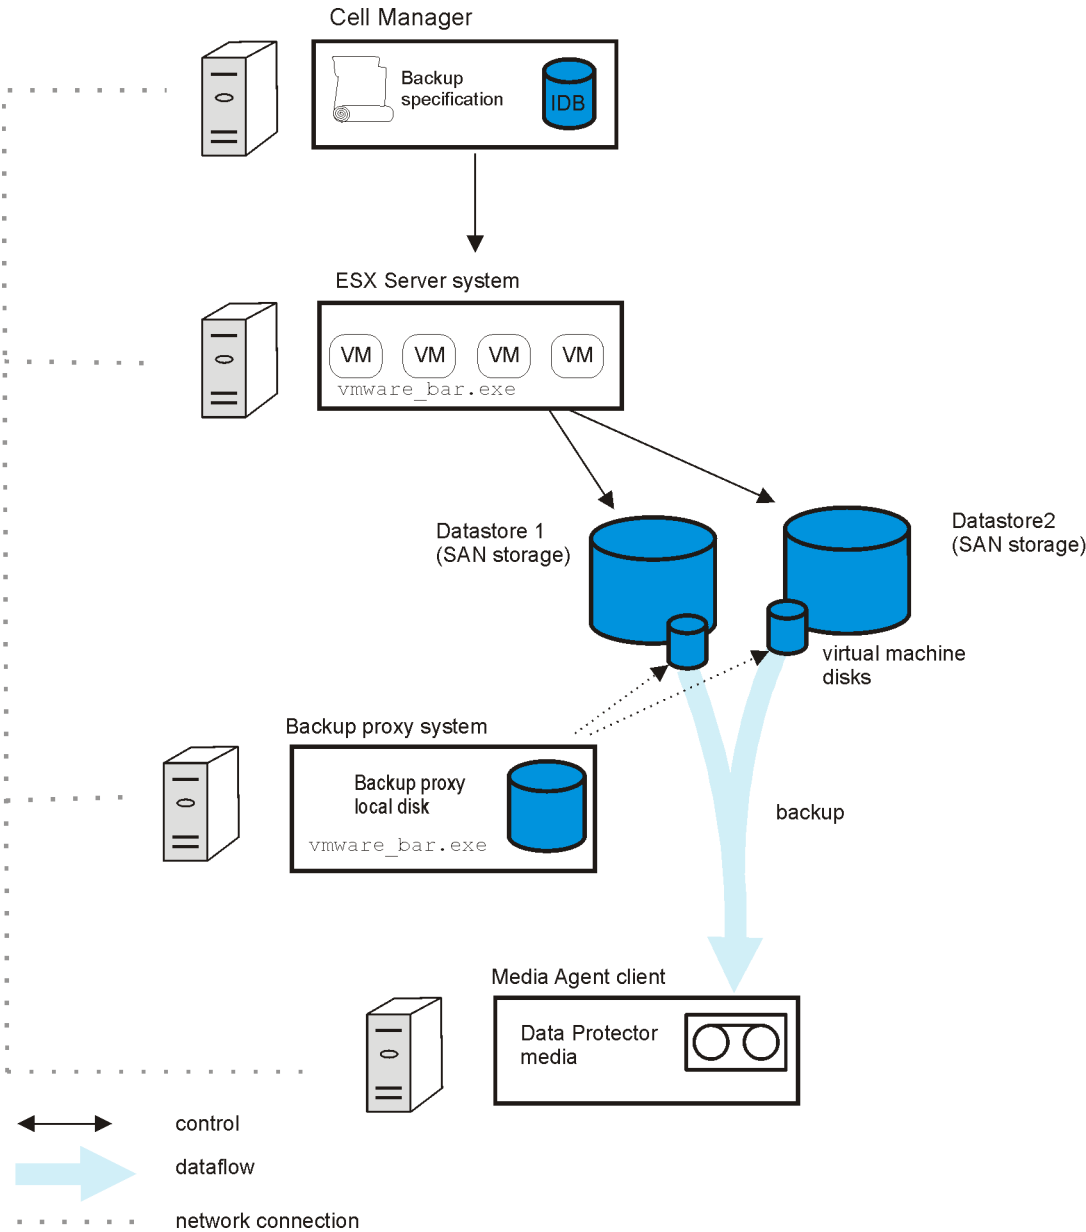 Cell Manager
Backup
specification
IDB
ESX Server system
VM VM VM VM
vmware_bar.exe
Datastore 1
(SAN storage)
Datastore2
(SAN storage)
virtual machine
disks
Backup proxy system
Backup proxy
local disk
vmware_bar.exe
backup
Media Agent client
Data Protector
media
control
dataflow
network connection